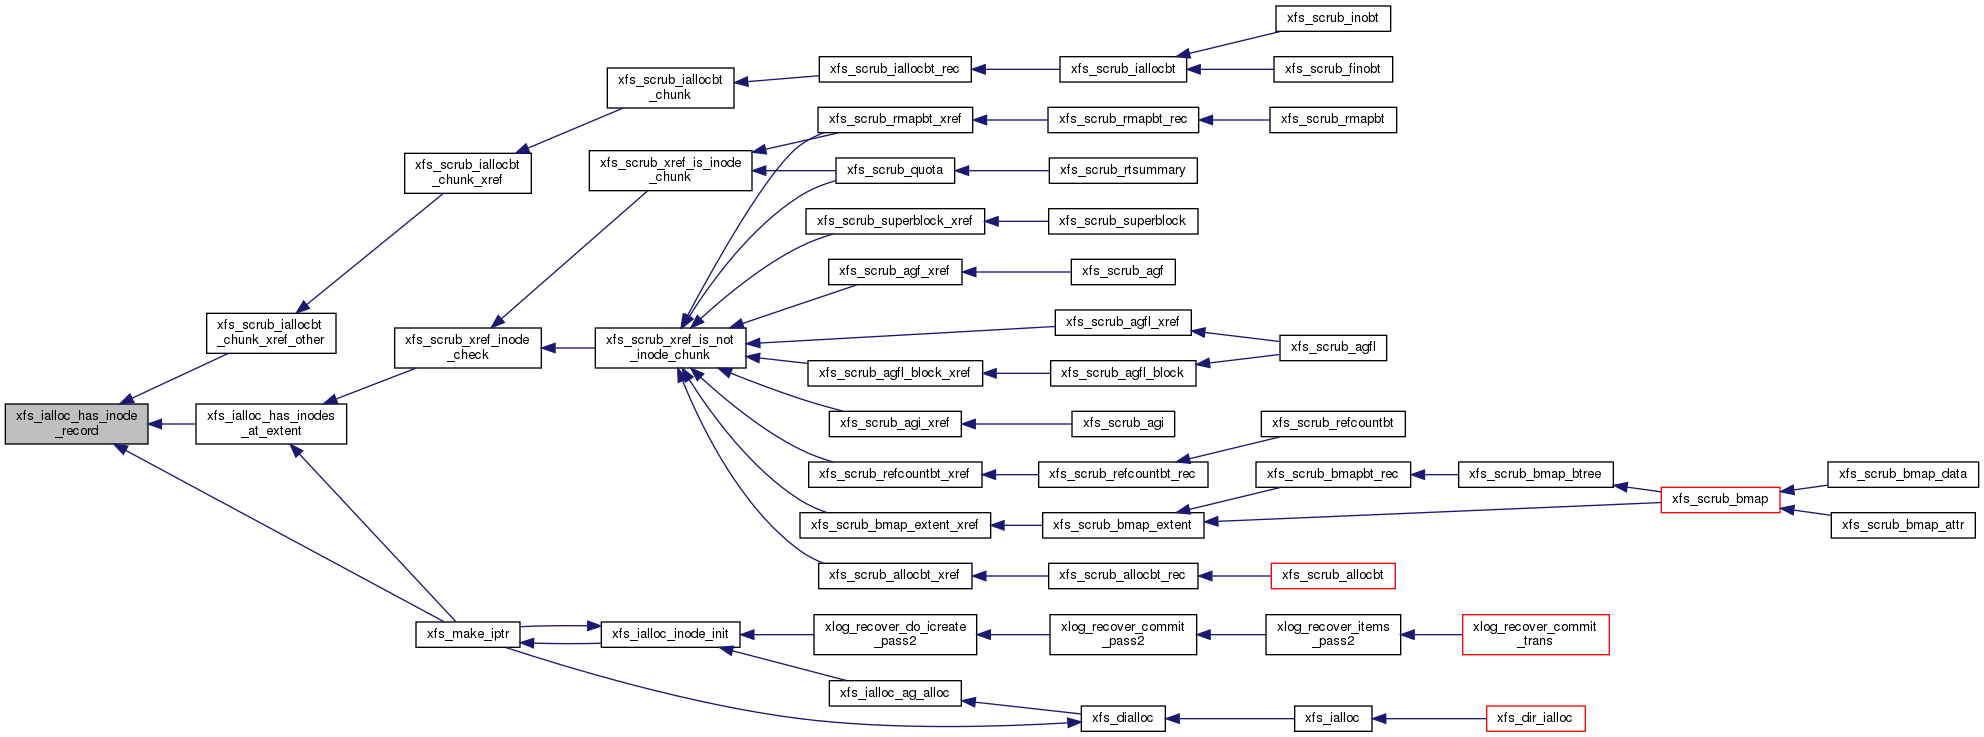 xfs_scrub_inobt
xfs_scrub_iallocbt_rec
xfs_scrub_iallocbt
xfs_scrub_finobt
xfs_scrub_iallocbt
_chunk
xfs_scrub_rmapbt_xref
xfs_scrub_rmapbt_rec
xfs_scrub_rmapbt
xfs_scrub_iallocbt
_chunk_xref
xfs_scrub_xref_is_inode
_chunk
xfs_scrub_quota
xfs_scrub_rtsummary
xfs_scrub_superblock_xref
xfs_scrub_superblock
xfs_scrub_agf_xref
xfs_scrub_agf
xfs_scrub_iallocbt
_chunk_xref_other
xfs_scrub_xref_inode
_check
xfs_scrub_xref_is_not
_inode_chunk
xfs_scrub_agfl_xref
xfs_scrub_agfl
xfs_scrub_agfl_block_xref
xfs_scrub_agfl_block
xfs_ialloc_has_inode
_record
xfs_ialloc_has_inodes
_at_extent
xfs_scrub_agi_xref
xfs_scrub_agi
xfs_scrub_refcountbt
xfs_scrub_refcountbt_xref
xfs_scrub_refcountbt_rec
xfs_scrub_bmapbt_rec
xfs_scrub_bmap_btree
xfs_scrub_bmap_data
xfs_scrub_bmap
xfs_scrub_bmap_extent_xref
xfs_scrub_bmap_extent
xfs_scrub_bmap_attr
xfs_scrub_allocbt_xref
xfs_scrub_allocbt_rec
xfs_scrub_allocbt
xfs_make_iptr
xfs_ialloc_inode_init
xlog_recover_do_icreate
_pass2
xlog_recover_commit
_pass2
xlog_recover_items
_pass2
xlog_recover_commit
_trans
xfs_ialloc_ag_alloc
xfs_dialloc
xfs_ialloc
xfs_dir_ialloc